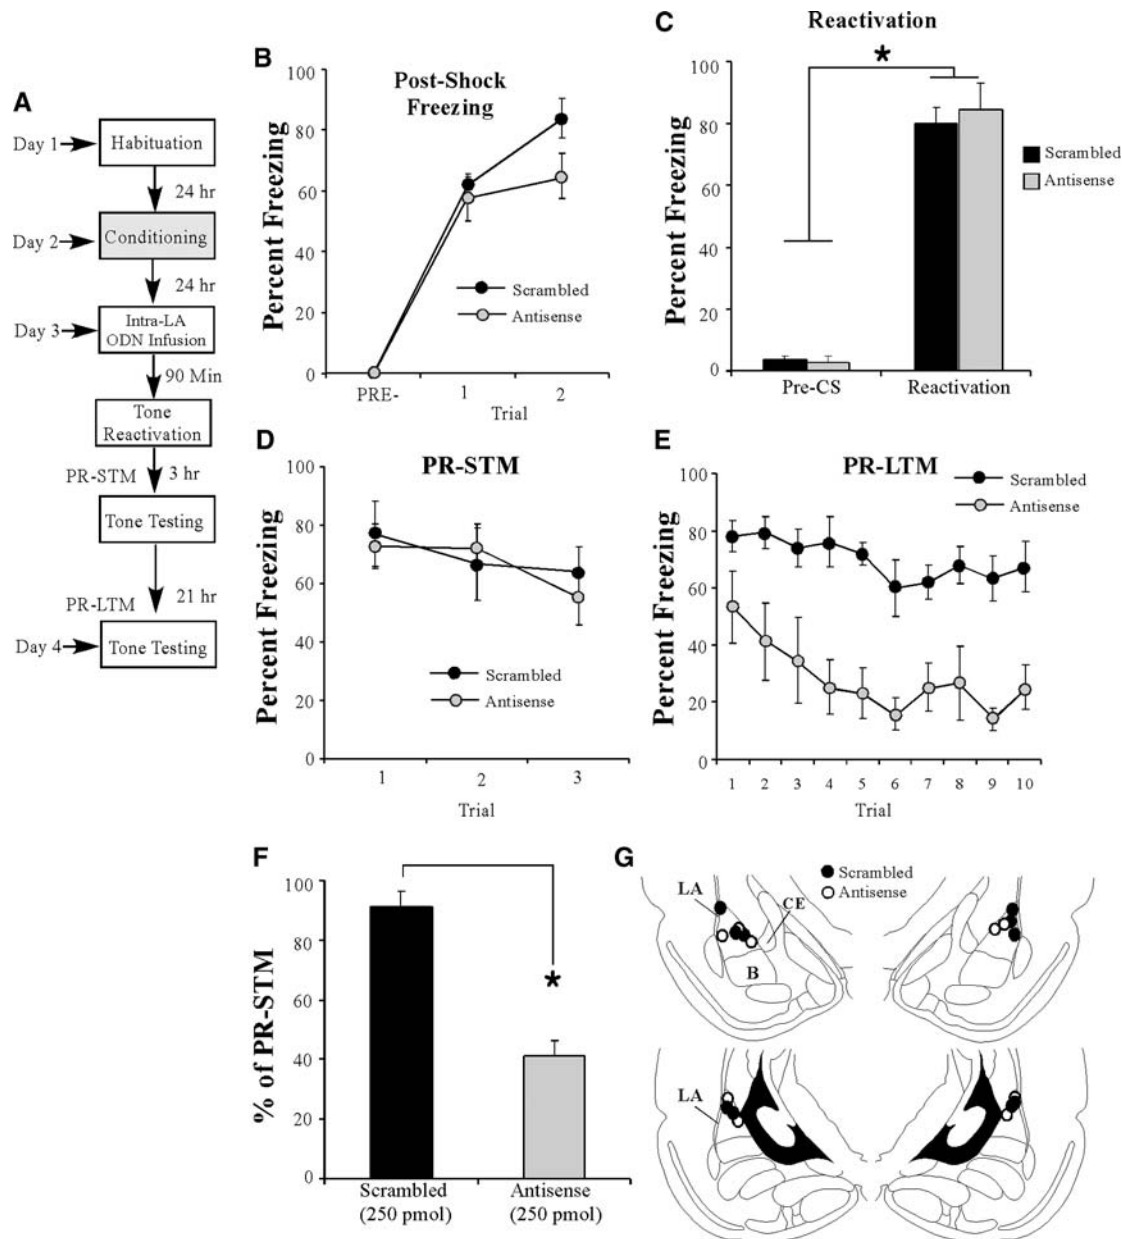 A
Day 1
Habituation
24 hr
Day 2
Conditioning
24 hr
Day 3
Intra-LA
ODN Infusion
90 Min
Tone
Reactivation
PR-STM
3 hr
Tone Testing
PR-LTM
21 hr
Day 4
Tone Testing
B
Post-Shock
Freezing
Percent Freezing
100
80
60
40
20
0
Scrambled
Antisense
PRE-
1
2
Trial
C
Reactivation
*
Percent Freezing
100
80
60
40
20
0
Scrambled
Antisense
Pre-CS
Reactivation
D
PR-STM
Percent Freezing
100
80
60
40
20
0
Scrambled
Antisense
1
2
3
Trial
E
PR-LTM
Scrambled
Antisense
Percent Freezing
100
80
60
40
20
0
1
2
3
4
5
6
7
8
9
10
Trial
F
% of PR-STM
100
80
60
40
20
0
*
Scrambled
(250 pmol)
Antisense
(250 pmol)
G
Scrambled
Antisense
LA
CE
B
LA